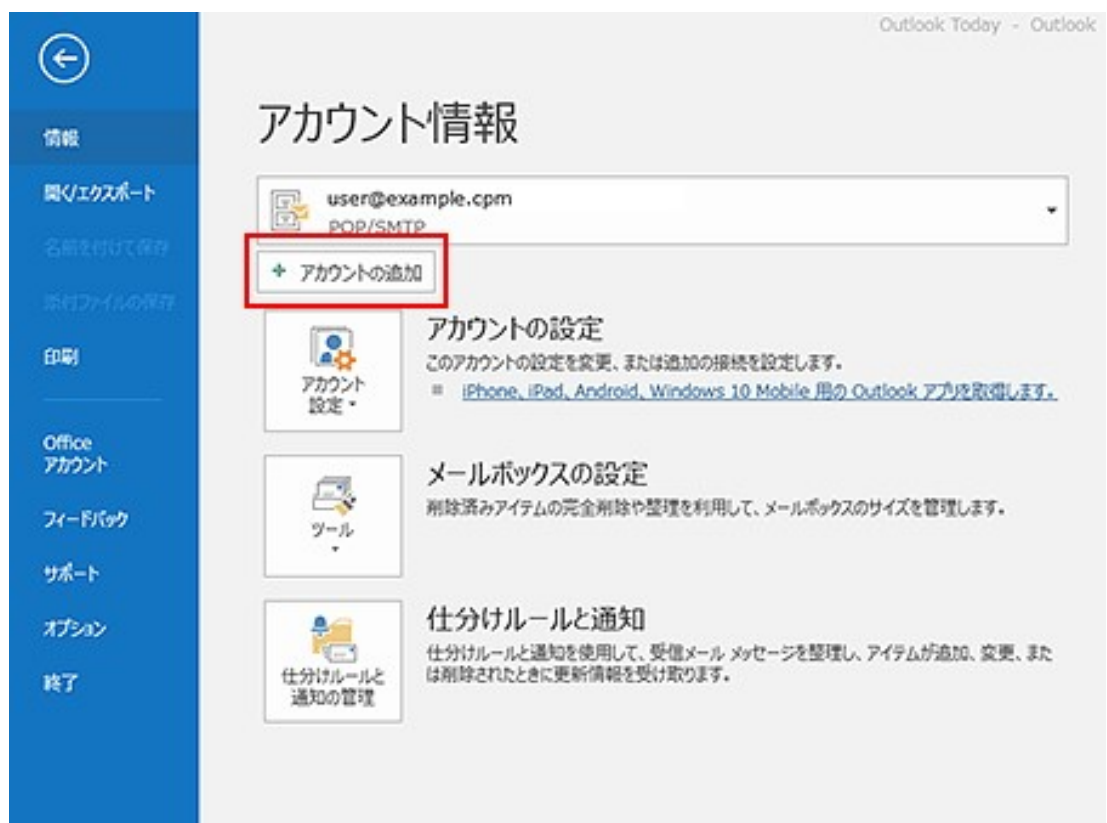 Outlook Today - Outlook
情報
開く/エクスポート
名前を付けて保存
添付ファイルの保存
印刷
Office
アカウント
フィードバック
サポート
オプション
終了
アカウント情報
user@example.cpm
POP/SMTP
アカウントの追加
アカウント
設定
アカウントの設定
このアカウントの設定を変更、または追加の接続を設定します。
iPhone、iPad、Android、Windows 10 Mobile 用の Outlook アプリを取得します。
ツール
メールボックスの設定
削除済みアイテムの完全削除や整理を利用して、メールボックスのサイズを管理します。
仕分けルールと
通知の管理
仕分けルールと通知
仕分けルールと通知を使用して、受信メール メッセージを整理し、アイテムが追加、変更、また
は削除されたときに更新情報を受け取ります。